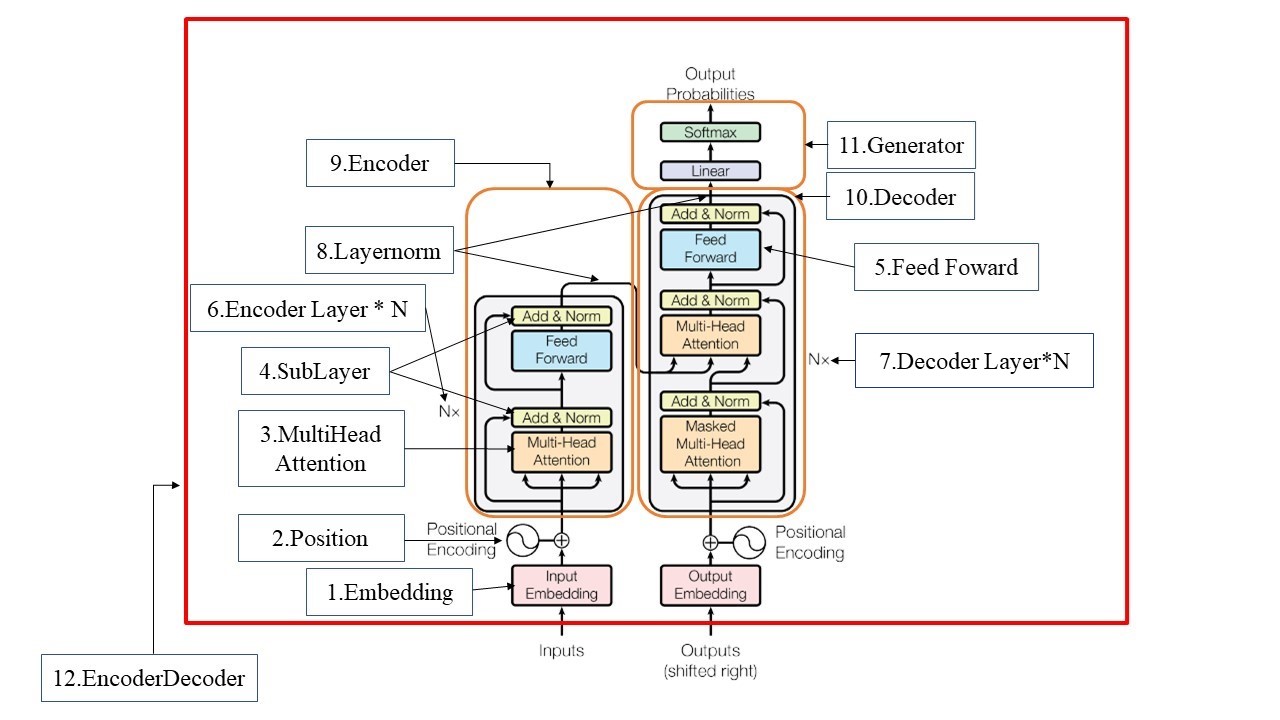 Output
Probabilities
Softmax
11.Generator
9.Encoder
Linear
10.Decoder
Add & Norm
8.Layernorm
Feed
Forward
5.Feed Foward
6.Encoder Layer * N
Add & Norm
Add & Norm
Multi-Head
Attention
Feed
Forward
4.SubLayer
N×
7.Decoder Layer*N
N×
Add & Norm
Add & Norm
3.MultiHead
Attention
Multi-Head
Attention
Masked
Multi-Head
Attention
2.Position
Positional
Encoding
Positional
Encoding
1.Embedding
Input
Embedding
Output
Embedding
Inputs
Outputs
(shifted right)
12.EncoderDecoder